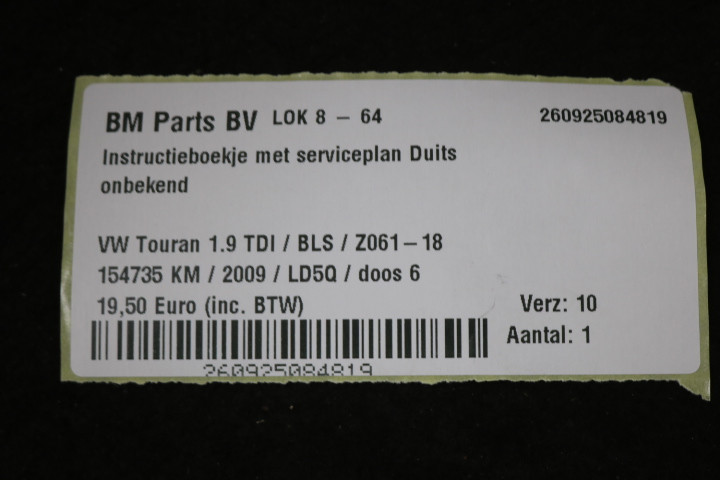 BM Parts BV LOK 8 - 64 260925084819
Instructieboekje met serviceplan Duits
onbekend
VW Touran 1.9 TDI / BLS / Z061-18
154735 KM / 2009 / LD5Q / doos 6
19,50 Euro (inc. BTW) Verz: 10
Aantal: 1
260925084819